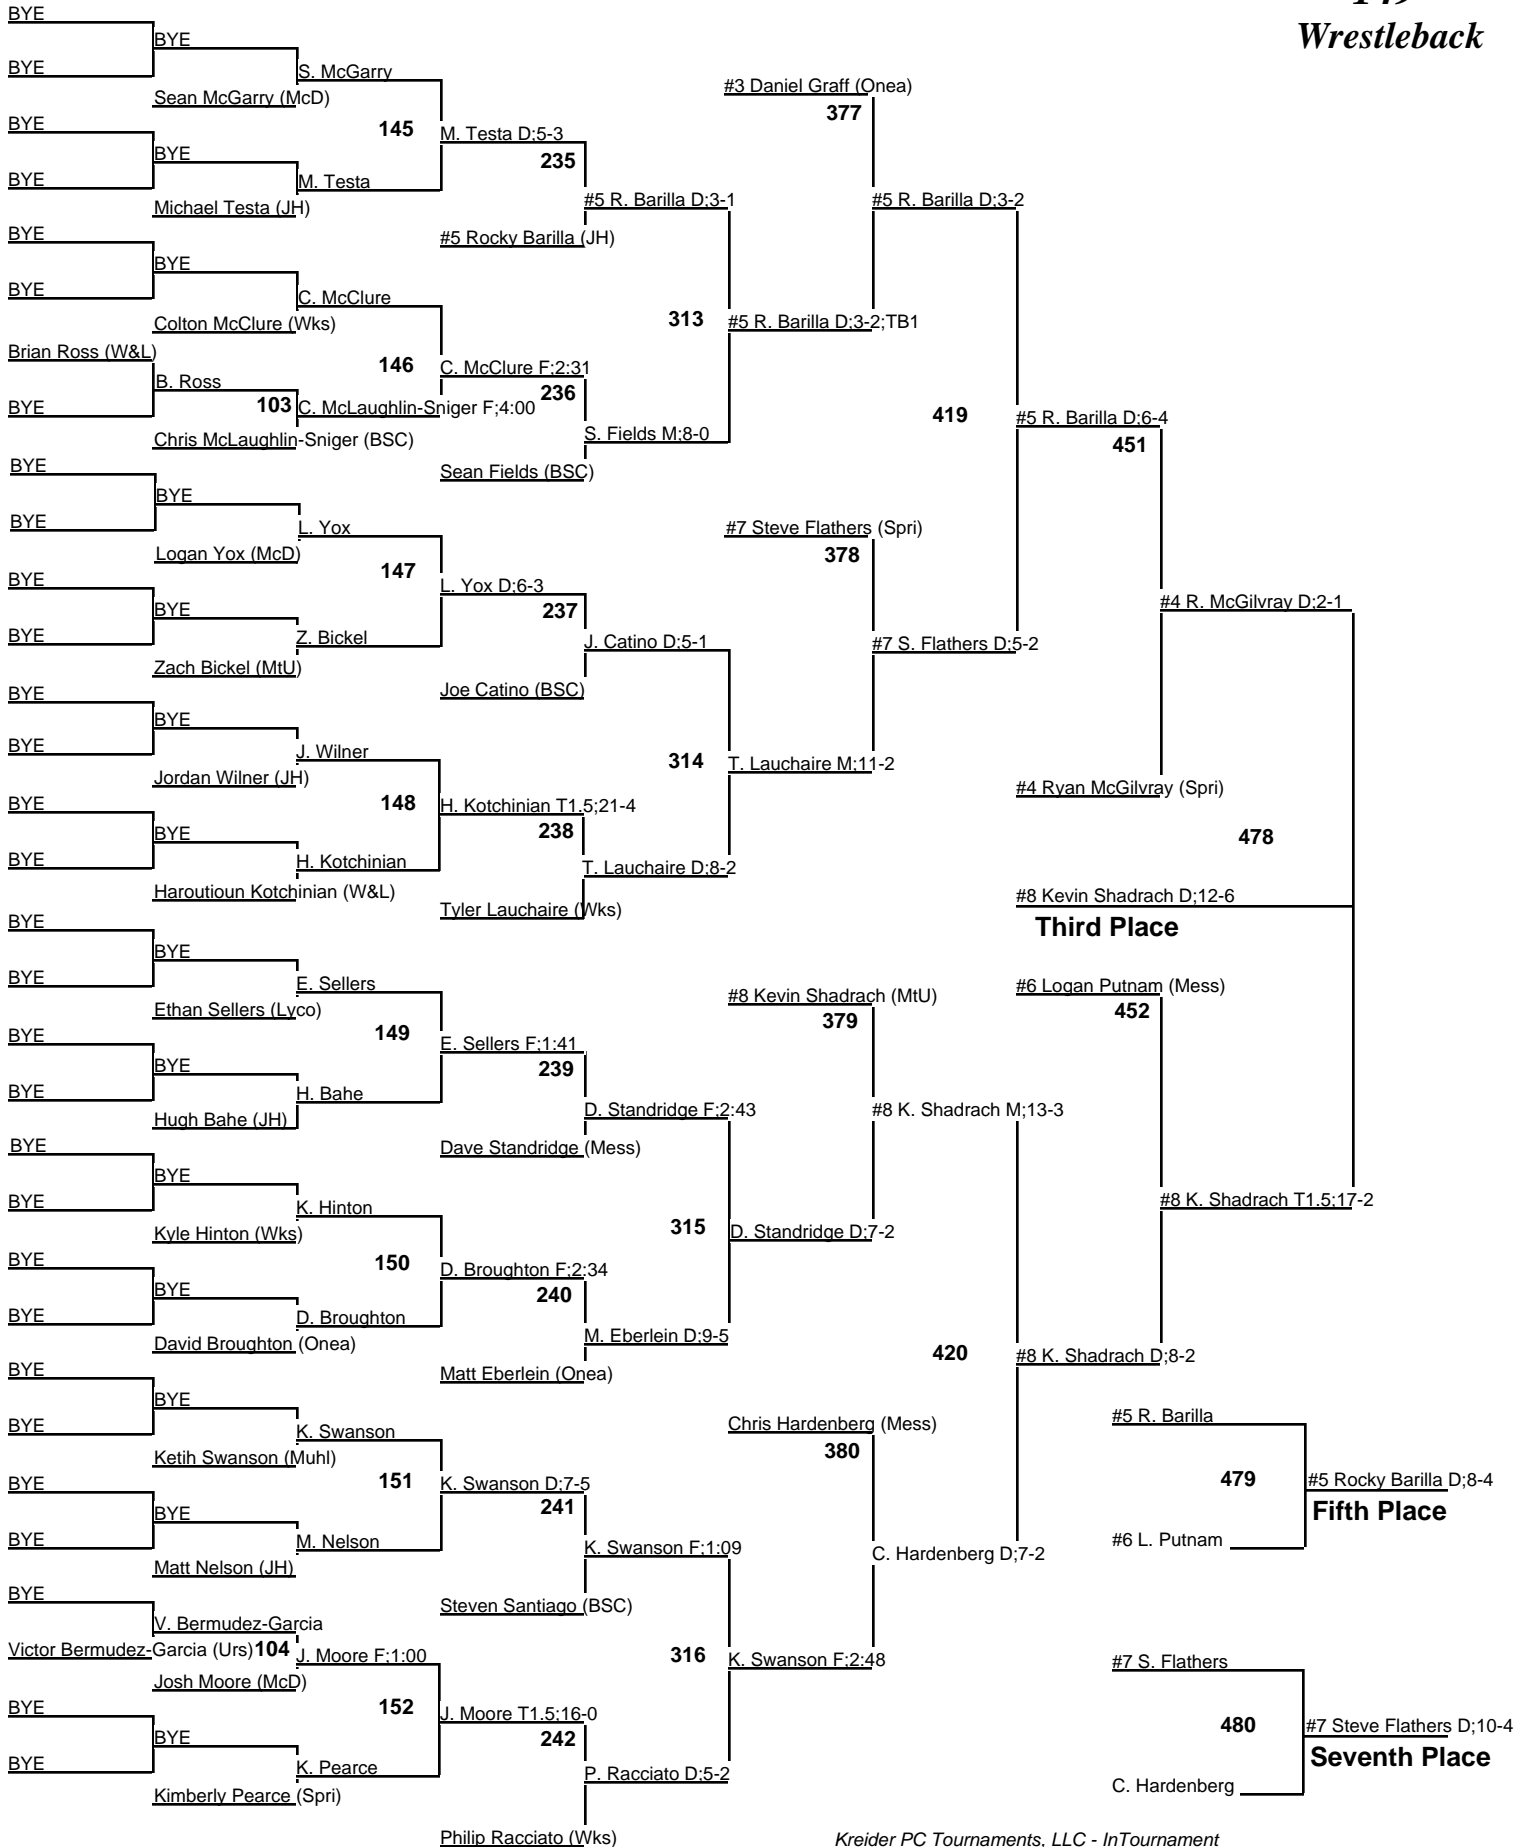 Wrestleback
BYE
BYE
BYE
S. McGarry
Sean McGarry (McD)
145
M. Testa D;5-3
BYE
BYE
BYE
M. Testa
Michael Testa (JH)
235
#5 R. Barilla D;3-1
#5 Rocky Barilla (JH)
#3 Daniel Graff (Onea)
377
#5 R. Barilla D;3-2
BYE
BYE
BYE
C. McClure
Colton McClure (Wks)
Brian Ross (W&L)
146
C. McClure F;2:31
B. Ross
BYE
103
C. McLaughlin-Sniger F;4:00
Chris McLaughlin-Sniger (BSC)
236
S. Fields M;8-0
Sean Fields (BSC)
313
#5 R. Barilla D;3-2;TB1
419
#5 R. Barilla D;6-4
451
BYE
BYE
BYE
L. Yox
Logan Yox (McD)
147
L. Yox D;6-3
BYE
BYE
BYE
Z. Bickel
Zach Bickel (MtU)
237
J. Catino D;5-1
Joe Catino (BSC)
#7 Steve Flathers (Spri)
378
#7 S. Flathers D;5-2
#4 R. McGilvray D;2-1
BYE
BYE
BYE
J. Wilner
Jordan Wilner (JH)
148
H. Kotchinian T1.5;21-4
BYE
BYE
BYE
H. Kotchinian
Haroutioun Kotchinian (W&L)
238
T. Lauchaire D;8-2
Tyler Lauchaire (Wks)
314
T. Lauchaire M;11-2
#4 Ryan McGilvray (Spri)
478
#8 Kevin Shadrach D;12-6
Third Place
BYE
BYE
BYE
E. Sellers
Ethan Sellers (Lyco)
149
E. Sellers F;1:41
BYE
BYE
BYE
H. Bahe
Hugh Bahe (JH)
239
D. Standridge F;2:43
Dave Standridge (Mess)
#8 Kevin Shadrach (MtU)
379
#8 K. Shadrach M;13-3
#6 Logan Putnam (Mess)
452
#8 K. Shadrach T1.5;17-2
BYE
BYE
BYE
K. Hinton
Kyle Hinton (Wks)
150
D. Broughton F;2:34
BYE
BYE
BYE
D. Broughton
David Broughton (Onea)
240
M. Eberlein D;9-5
Matt Eberlein (Onea)
315
D. Standridge D;7-2
420
#8 K. Shadrach D;8-2
BYE
BYE
BYE
K. Swanson
Ketih Swanson (Muhl)
151
K. Swanson D;7-5
BYE
BYE
BYE
M. Nelson
Matt Nelson (JH)
241
K. Swanson F;1:09
Steven Santiago (BSC)
Chris Hardenberg (Mess)
380
C. Hardenberg D;7-2
#5 R. Barilla
479
#5 Rocky Barilla D;8-4
Fifth Place
#6 L. Putnam
BYE
V. Bermudez-Garcia
Victor Bermudez-Garcia (Urs)
104
J. Moore F;1:00
Josh Moore (McD)
152
J. Moore T1.5;16-0
BYE
BYE
BYE
K. Pearce
Kimberly Pearce (Spri)
242
P. Racciato D;5-2
Philip Racciato (Wks)
316
K. Swanson F;2:48
#7 S. Flathers
480
#7 Steve Flathers D;10-4
Seventh Place
C. Hardenberg
Kreider PC Tournaments, LLC - InTournament